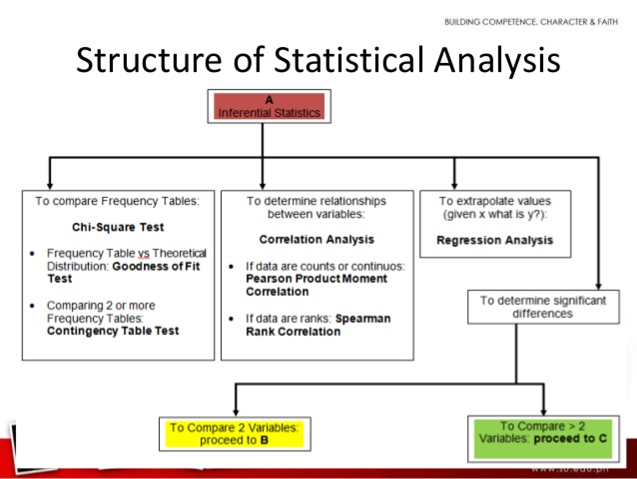 BUILDING COMPETENCE, CHARACTER & FAITH
Structure of Statistical Analysis
A
Inferential Statistics
To compare Frequency Tables:
Chi-Square Test
• Frequency Table vs Theoretical
Distribution: Goodness of Fit
Test
• Comparing 2 or more
Frequency Tables:
Contingency Table Test
To determine relationships
between variables:
Correlation Analysis
• If data are counts or continuos:
Pearson Product Moment
Correlation
• If data are ranks: Spearman
Rank Correlation
To extrapolate values
(given x what is y?):
Regression Analysis
To determine significant
differences
To Compare 2 Variables:
proceed to B
To Compare > 2
Variables: proceed to C